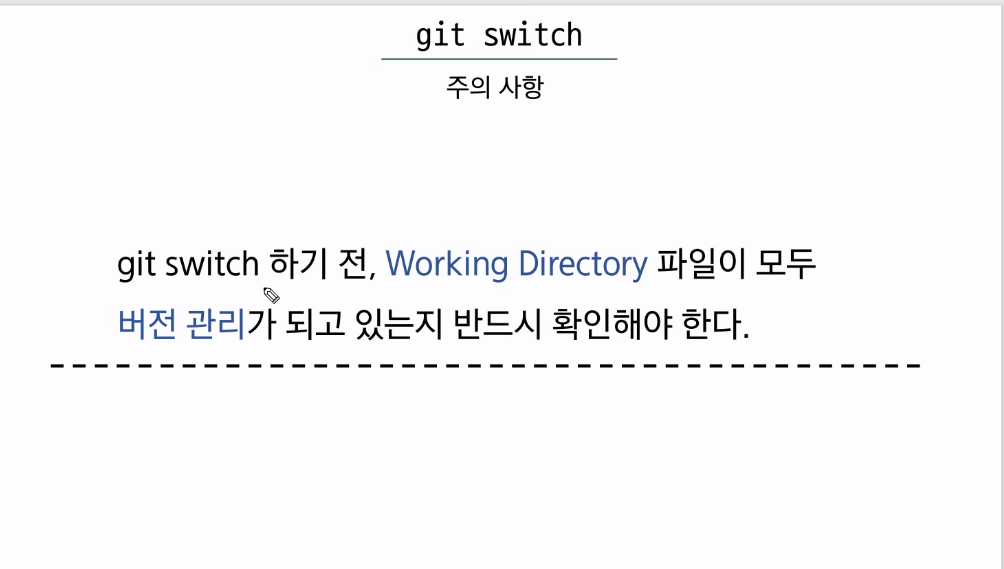 git switch
주의 사항
git switch 하기 전, Working Directory 파일이 모두
버전 관리가 되고 있는지 반드시 확인해야 한다.